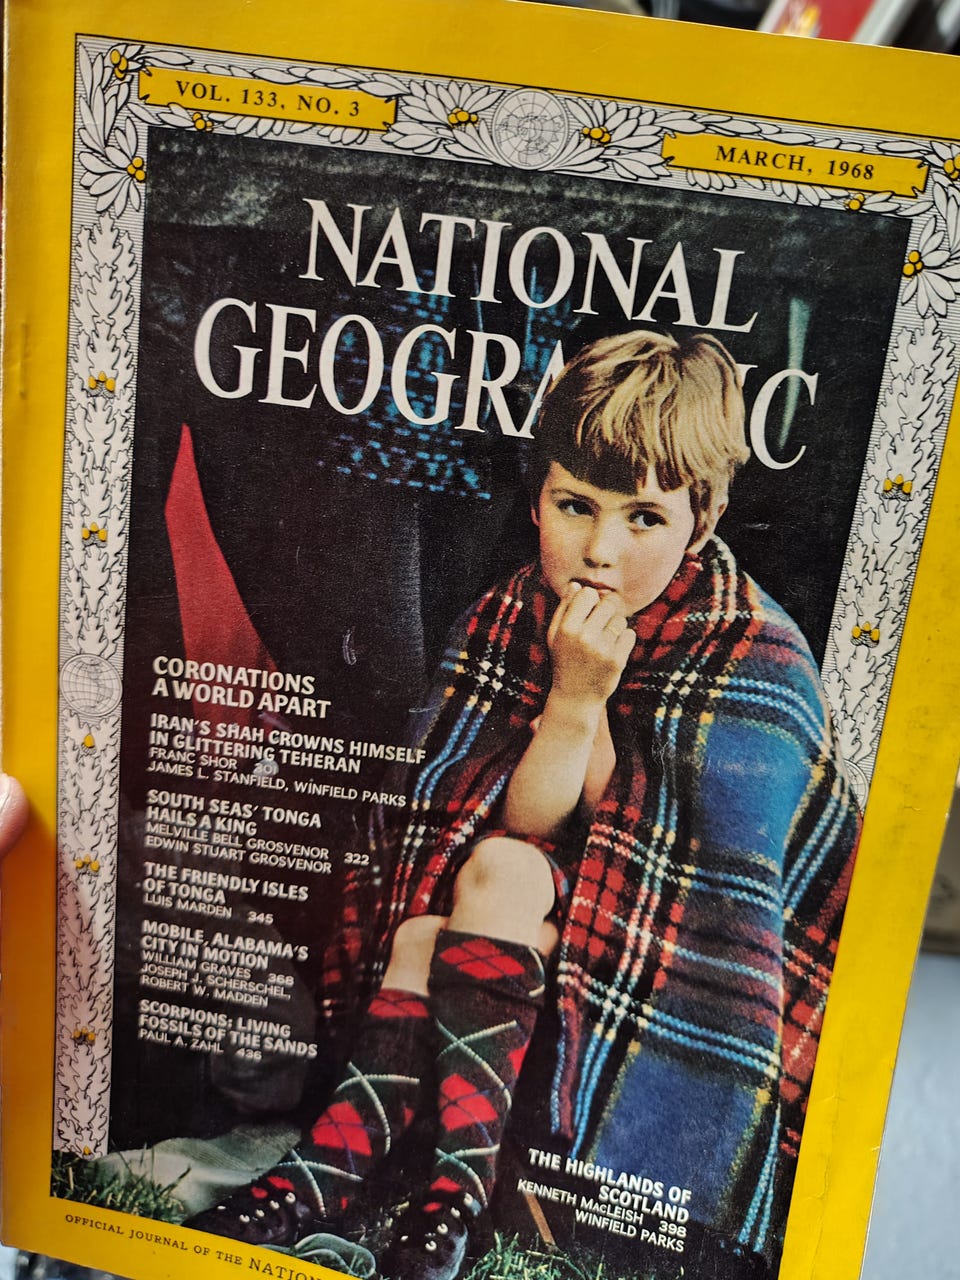 VOL. 133, NO. 3
MARCH, 1968
NATIONAL
GEOGRA IC
CORONATIONS
A WORLD APART
IRAN'S SHAH CROWNS HIMSELF
IN GLITTERING TEHERAN
FRANC SHOR 301
JAMES L. STANFIELD, WINFIELD PARKS
SOUTH SEAS' TONGA
HAILS A KING
MELVILLE BELL GROSVENOR 322
EDWIN STUART GROSVENOR
THE FRIENDLY ISLES
OF TONGA
LUIS MARDEN 345
MOBILE, ALABAMA'S
CITY IN MOTION
WILLIAM GRAVES 368
JOSEPH J. SCHERSCHEL,
ROBERT W. MADDEN
SCORPIONS: LIVING
FOSSILS OF THE SANDS
PAUL A. ZAHL 436
THE HIGHLANDS OF
SCOTLAND
KENNETH MacLEISH 398
WINFIELD PARKS
OFFICIAL JOURNAL OF THE NATION